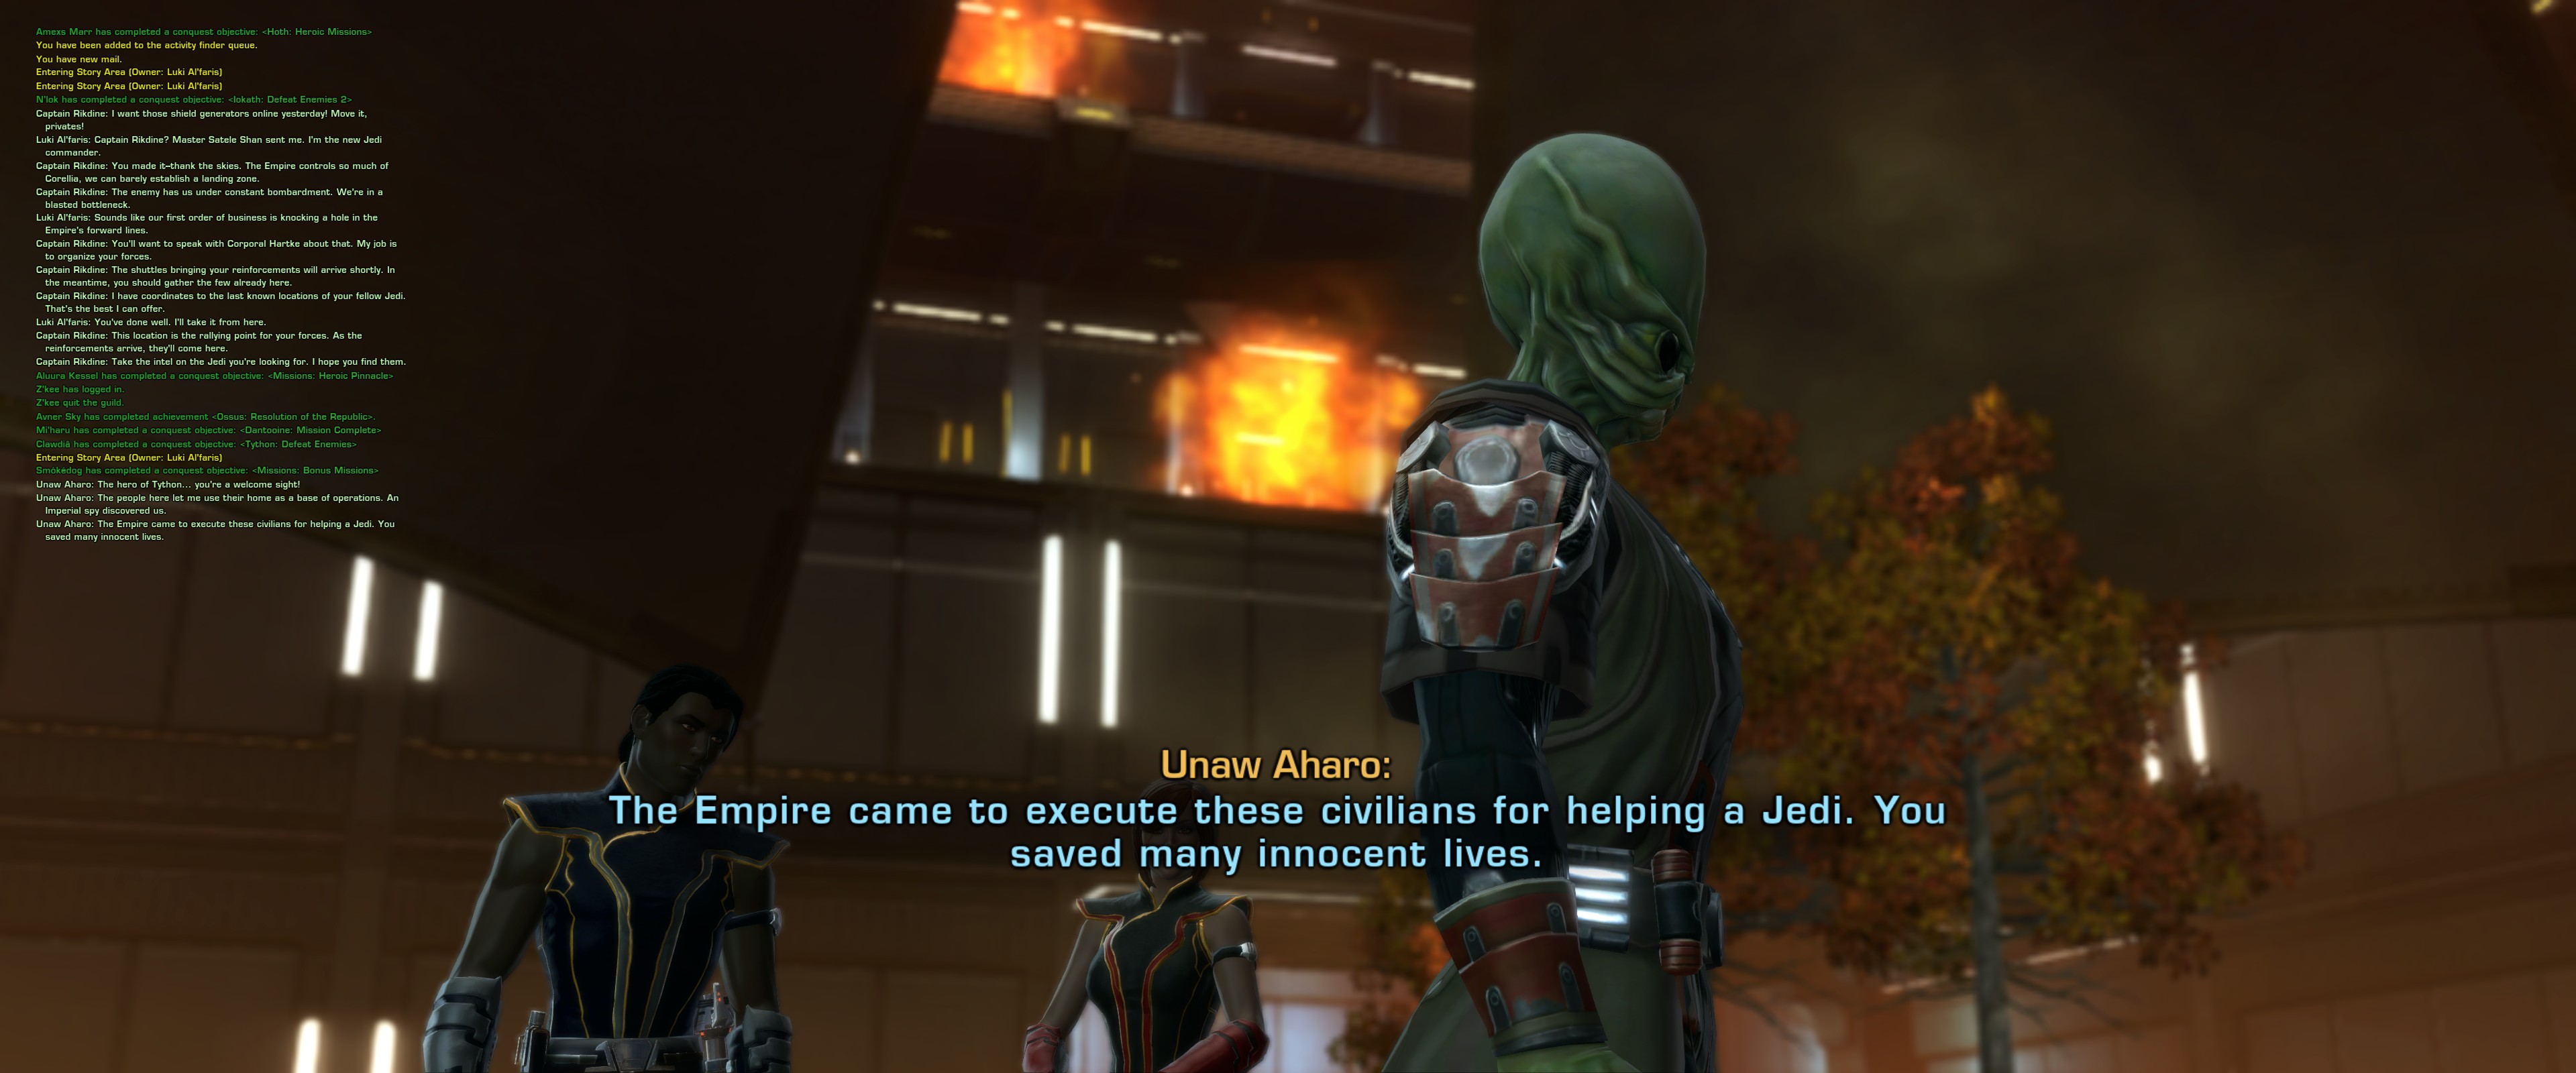 Amexs Marr has completed a conquest objective: <Hoth: Heroic Missions>
You have been added to the activity finder queue.
You have new mail.
Entering Story Area (Owner: Luki Al'faris)
Entering Story Area (Owner: Luki Al'faris)
N'lok has completed a conquest objective: <Iokath: Defeat Enemies 2>
Captain Rikdine: I want those shield generators online yesterday! Move it,
privates!
Luki Al'faris: Captain Rikdine? Master Satele Shan sent me. I'm the new Jedi
commander.
Captain Rikdine: You made it–thank the skies. The Empire controls so much of
Corellia, we can barely establish a landing zone.
Captain Rikdine: The enemy has us under constant bombardment. We're in a
blasted bottleneck.
Luki Al'faris: Sounds like our first order of business is knocking a hole in the
Empire's forward lines.
Captain Rikdine: You'll want to speak with Corporal Hartke about that. My job is
to organize your forces.
Captain Rikdine: The shuttles bringing your reinforcements will arrive shortly. In
the meantime, you should gather the few already here.
Captain Rikdine: I have coordinates to the last known locations of your fellow Jedi.
That's the best I can offer.
Luki Al'faris: You've done well. I'll take it from here.
Captain Rikdine: This location is the rallying point for your forces. As the
reinforcements arrive, they'll come here.
Captain Rikdine: Take the intel on the Jedi you're looking for. I hope you find them.
Aluura Kessel has completed a conquest objective: <Missions: Heroic Pinnacle>
Z'kee has logged in.
Z'kee quit the guild.
Avner Sky has completed achievement <Ossus: Resolution of the Republic>.
Mi'haru has completed a conquest objective: <Dantooine: Mission Complete>
Clawdiã has completed a conquest objective: <Tython: Defeat Enemies>
Entering Story Area (Owner: Luki Al'faris)
Smökédog has completed a conquest objective: <Missions: Bonus Missions>
Unaw Aharo: The hero of Tython... you're a welcome sight!
Unaw Aharo: The people here let me use their home as a base of operations. An
Imperial spy discovered us.
Unaw Aharo: The Empire came to execute these civilians for helping a Jedi. You
saved many innocent lives.
Unaw Aharo:
The Empire came to execute these civilians for helping a Jedi. You
saved many innocent lives.